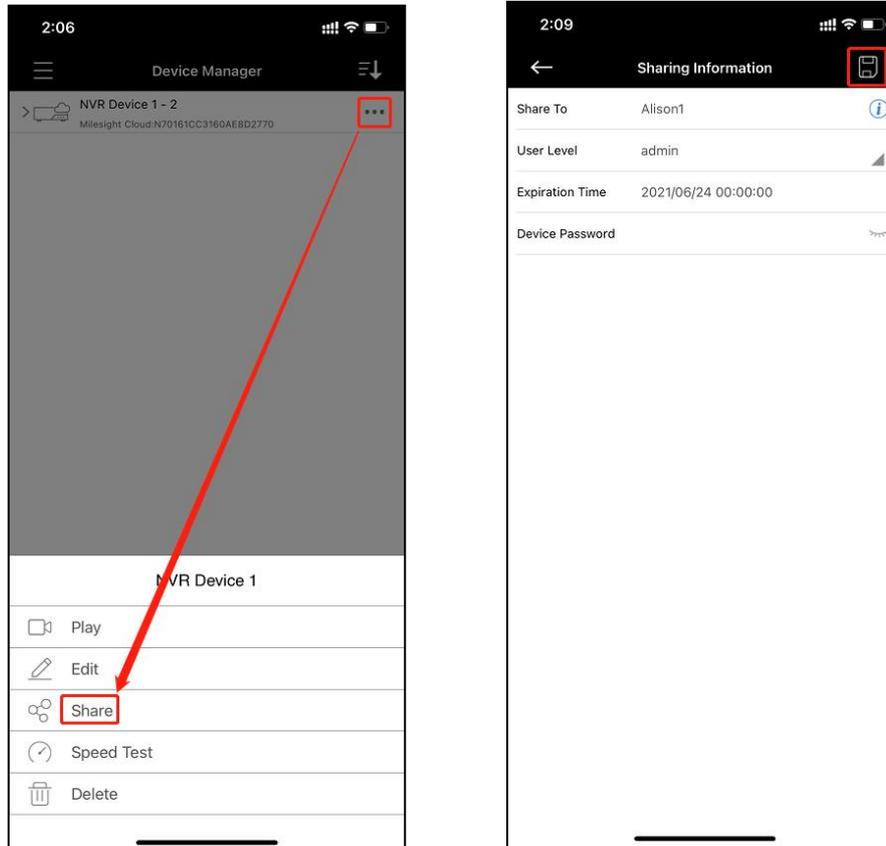 2:06
Device Manager
NVR Device 1 - 2
Milesight Cloud:N70161CC3160AE8D2770
NVR Device 1
Play
Edit
Share
Speed Test
Delete
2:09
Sharing Information
Share To Alison1
User Level admin
Expiration Time 2021/06/24 00:00:00
Device Password